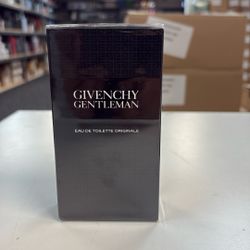 GIVENCHY
GENTLEMAN
EAU DE TOILETTE ORIGINALE